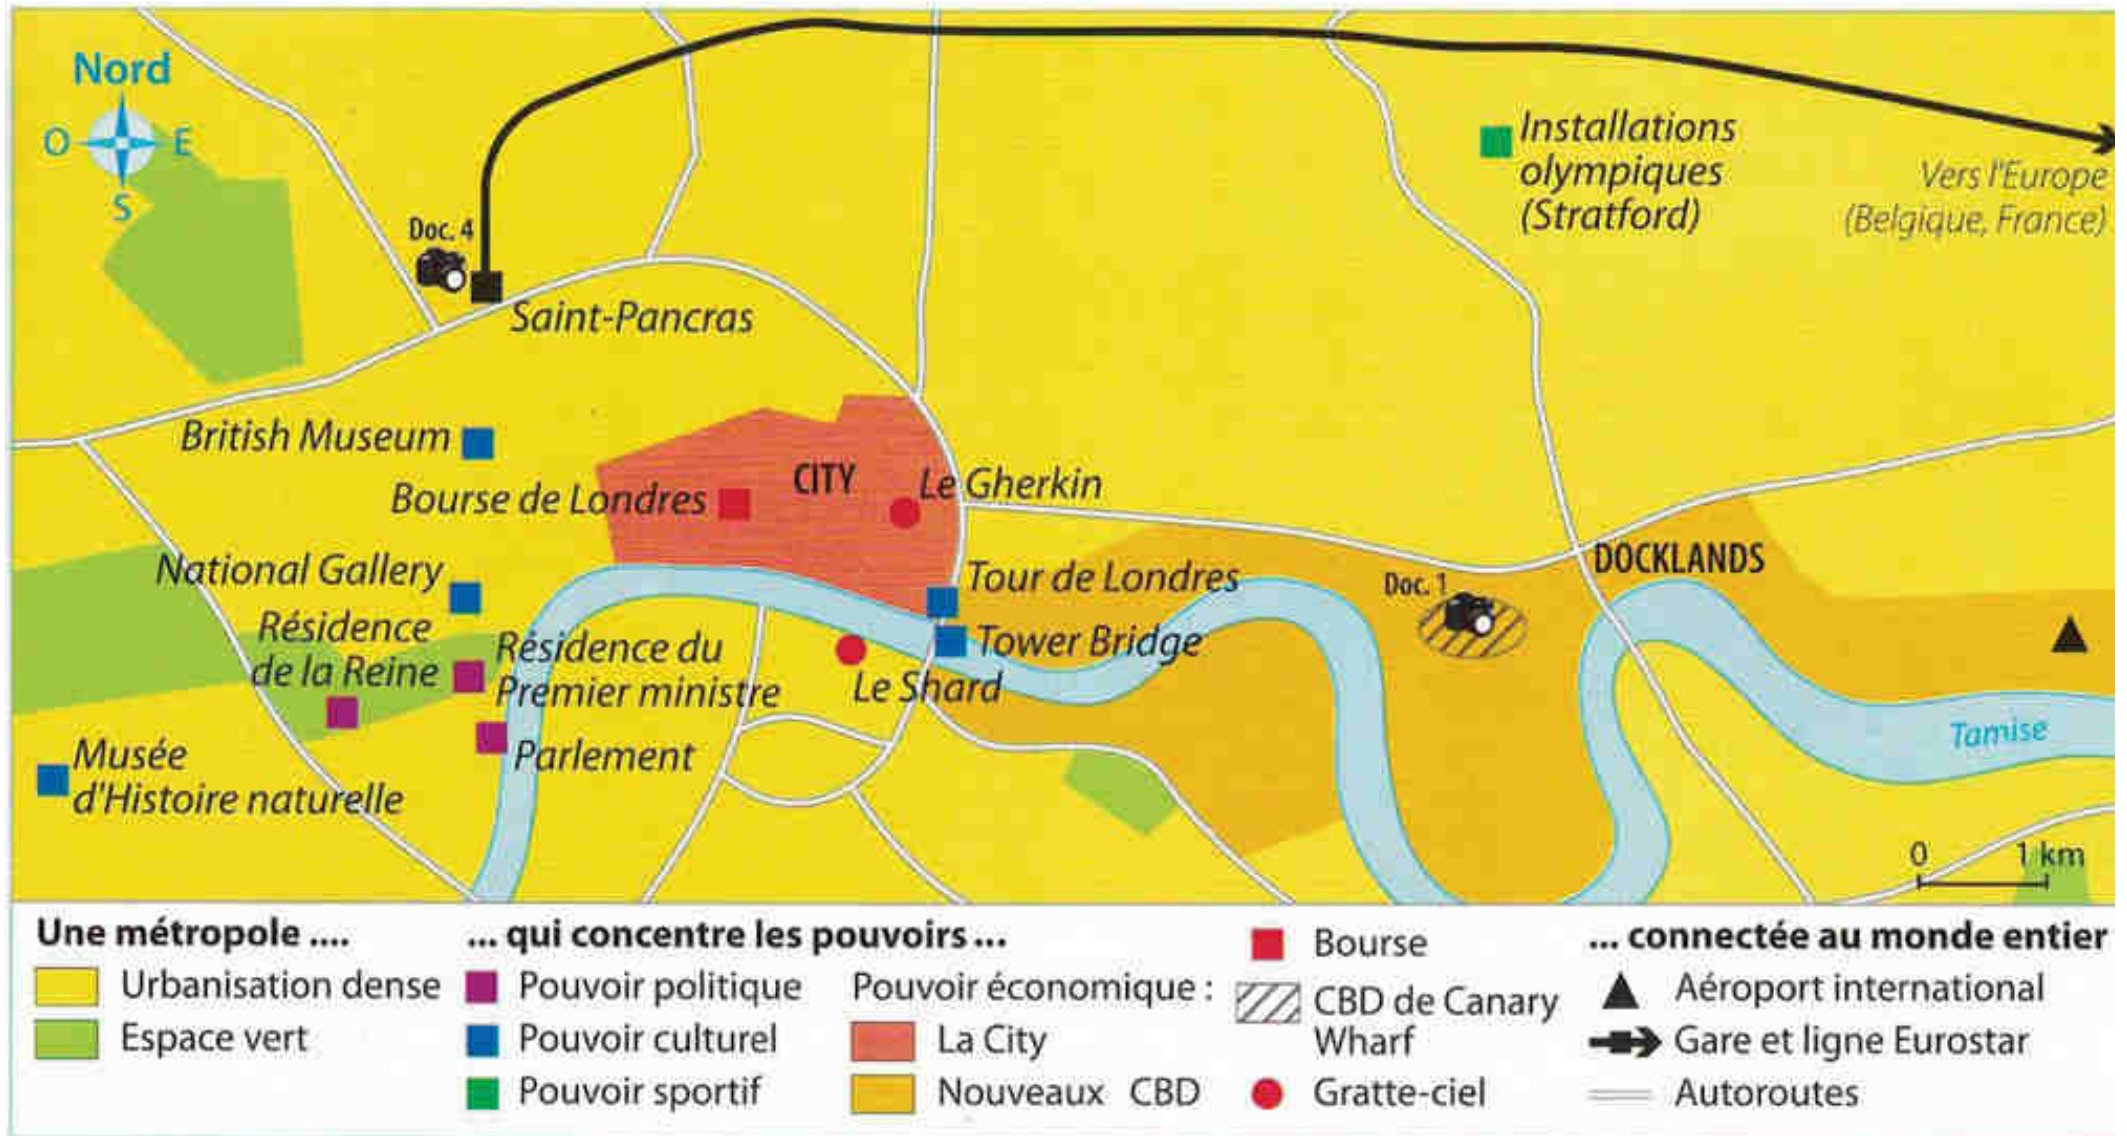 Nord
O
E
S
Doc. 4
Saint-Pancras
Installations
olympiques
(Stratford)
Vers l'Europe
(Belgique, France)
British Museum
Bourse de Londres
CITY
Le Gherkin
National Gallery
Tour de Londres
Doc. 1
DOCKLANDS
Résidence
de la Reine
Résidence du
Premier ministre
Tower Bridge
Le Shard
Parlement
Musée
d'Histoire naturelle
Tamise
0
1 km
Une métropole ....
Urbanisation dense
Espace vert
... qui concentre les pouvoirs ...
Pouvoir politique
Pouvoir culturel
Pouvoir sportif
Pouvoir économique :
La City
Nouveaux CBD
Bourse
CBD de Canary
Wharf
Gratte-ciel
... connectée au monde entier
Aéroport international
Gare et ligne Eurostar
Autoroutes